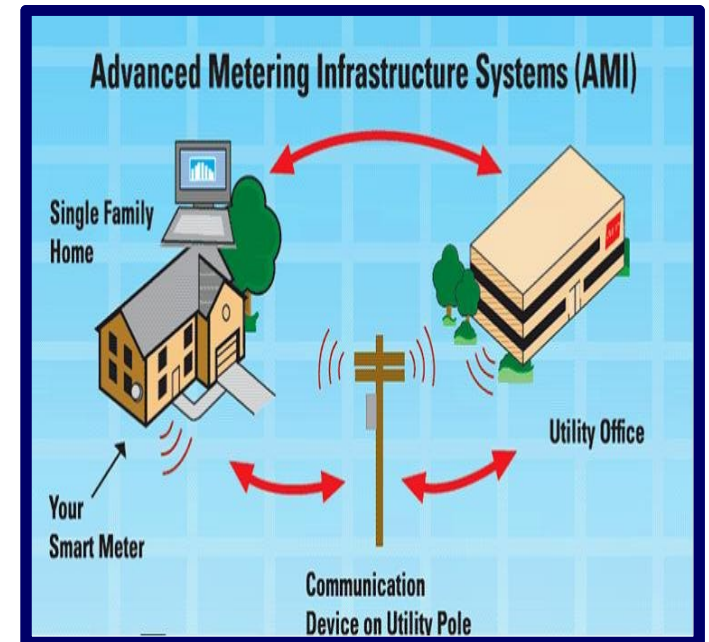 Advanced Metering Infrastructure Systems (AMI)
Single Family
Home
Utility Office
Your
Smart Meter
Communication
Device on Utility Pole